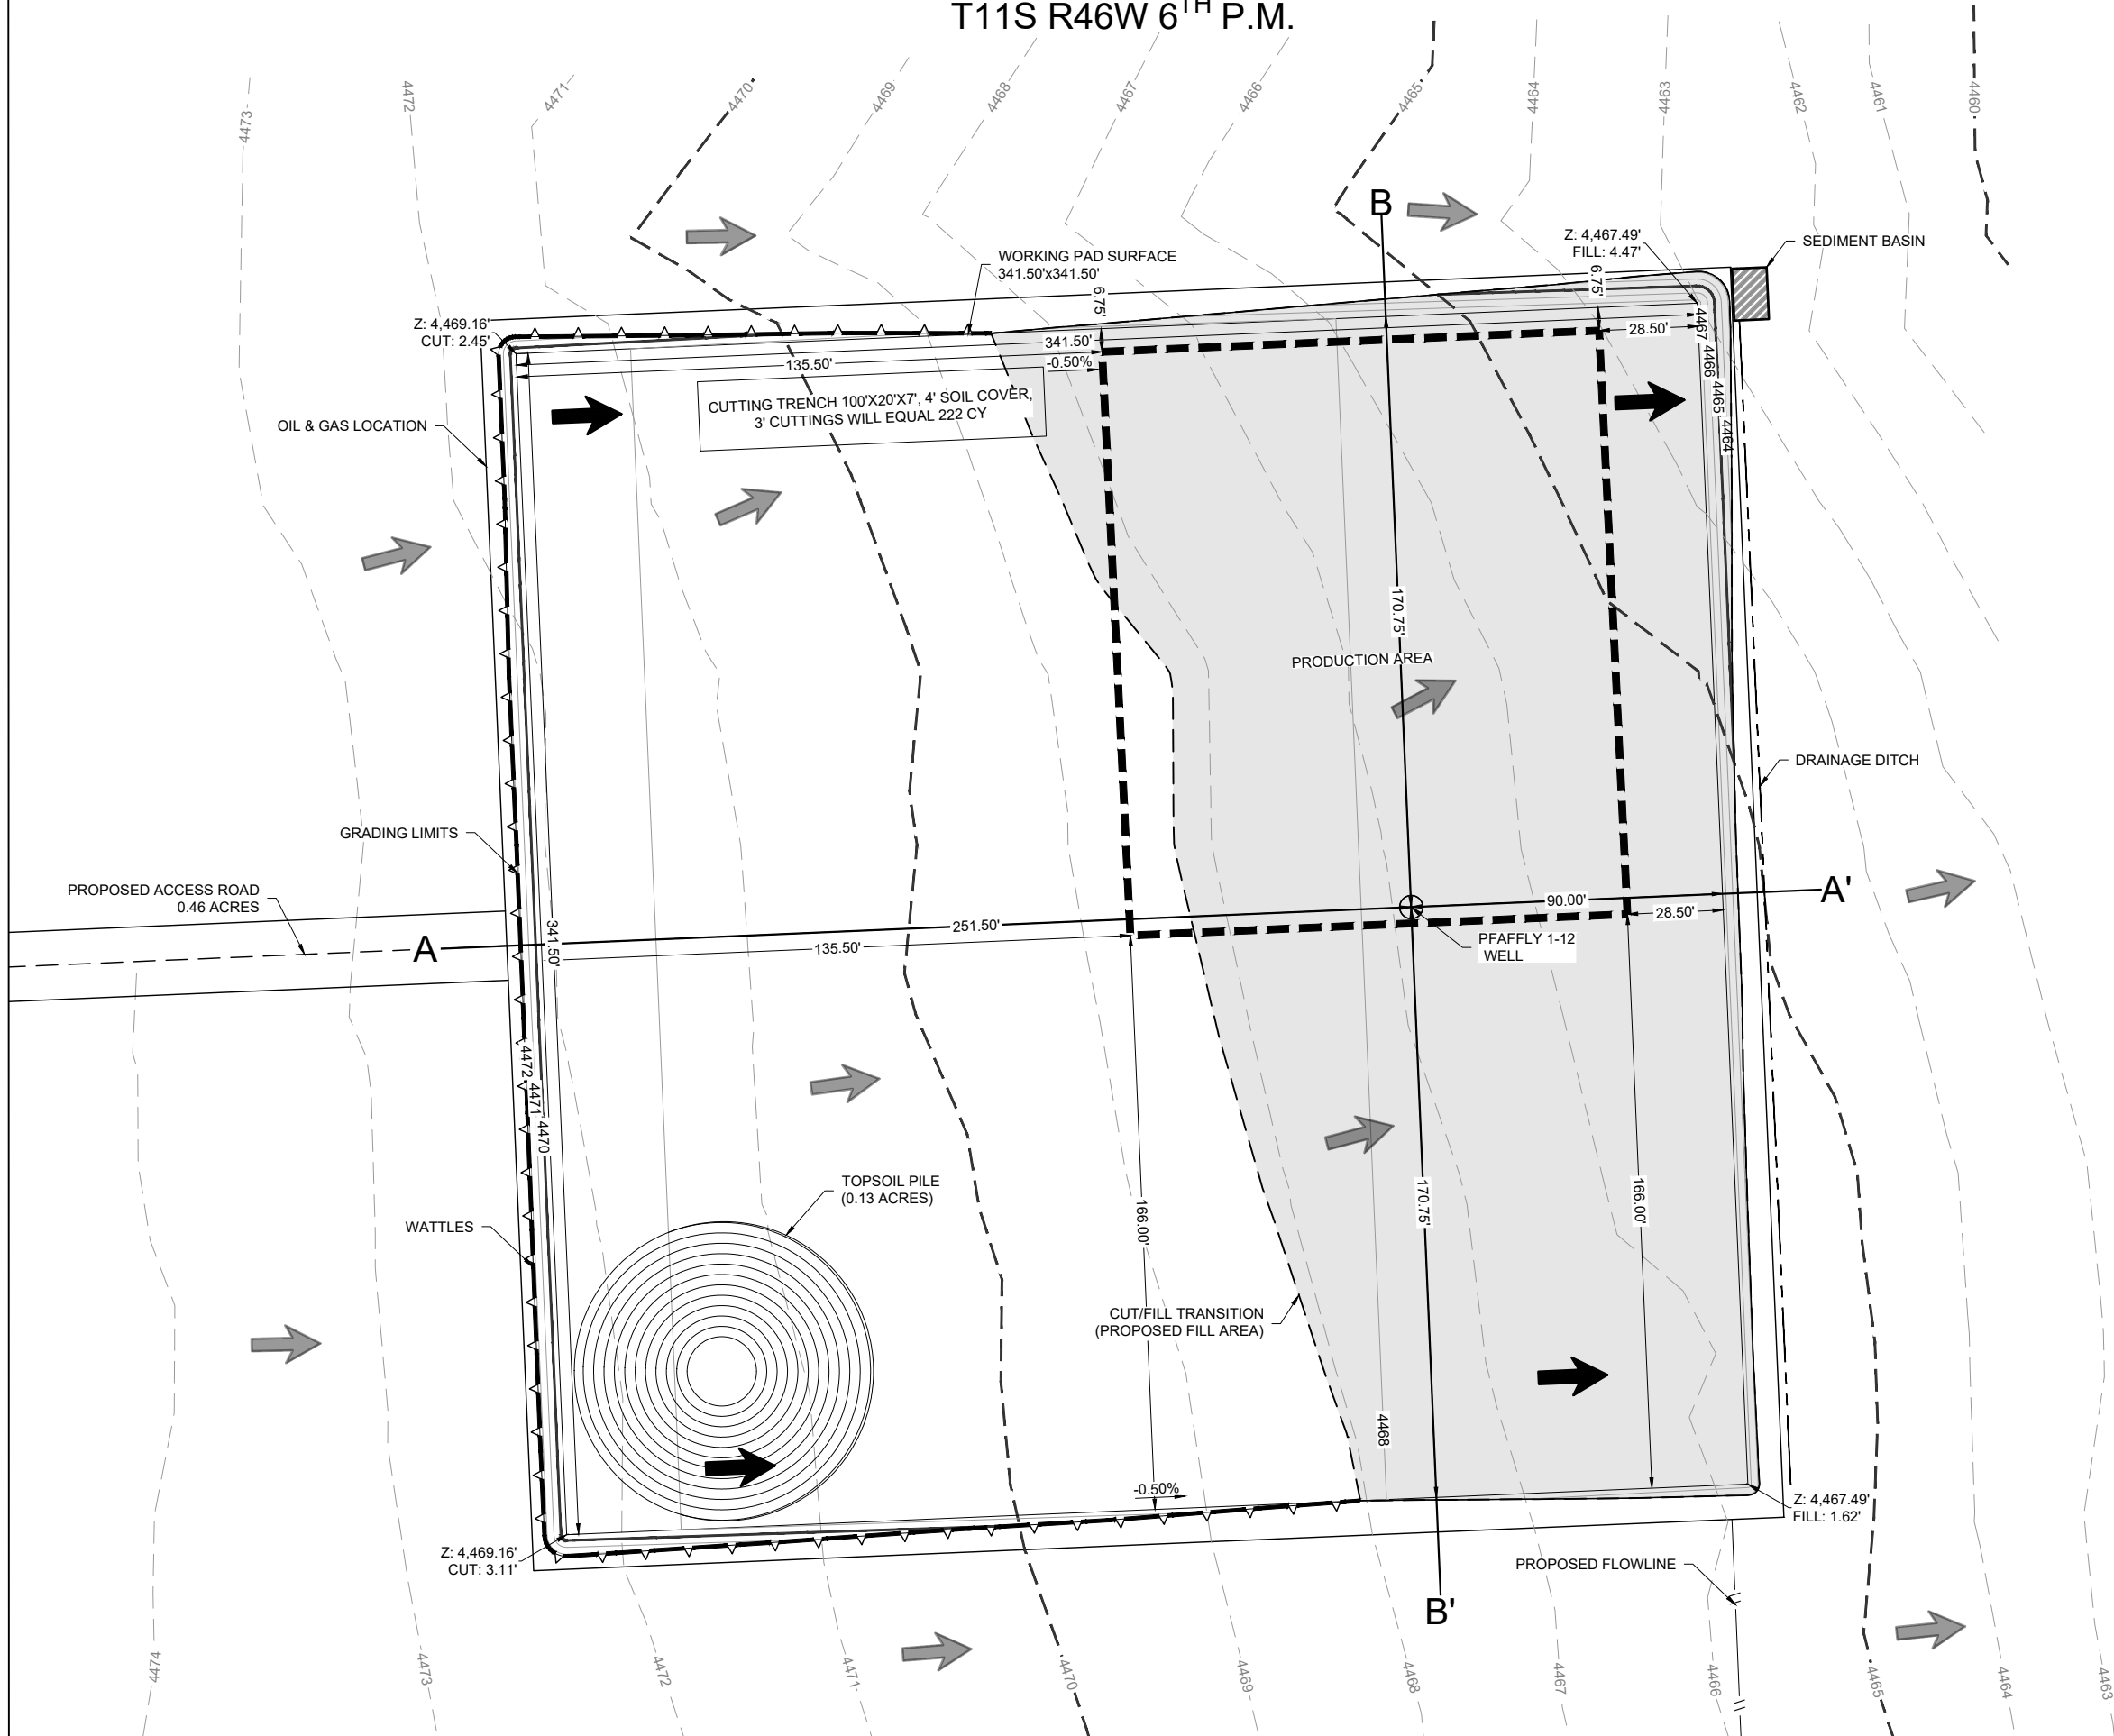 T11S R46W 6TH P.M.
4473
4472
4471
4470
4469
4468
4467
4466
4465
4464
4463
4462
4461
4460
B
Z: 4,467.49'
FILL: 4.47'
SEDIMENT BASIN
WORKING PAD SURFACE
341.50'x341.50'
6.75'
6.75'
Z: 4,469.16'
CUT: 2.45'
341.50'
28.50'
135.50'
-0.50%
4467
4466
4465
4464
CUTTING TRENCH 100'X20'X7', 4' SOIL COVER,
3' CUTTINGS WILL EQUAL 222 CY
OIL & GAS LOCATION
170.75'
PRODUCTION AREA
DRAINAGE DITCH
GRADING LIMITS
PROPOSED ACCESS ROAD
0.46 ACRES
A
341.50'
251.50'
135.50'
90.00'
28.50'
A'
PFAFFLY 1-12
WELL
4472
4471
4470
TOPSOIL PILE
(0.13 ACRES)
WATTLES
166.00'
170.75'
166.00'
CUT/FILL TRANSITION
(PROPOSED FILL AREA)
4468
-0.50%
Z: 4,467.49'
FILL: 1.62'
Z: 4,469.16'
CUT: 3.11'
PROPOSED FLOWLINE
B'
4474
4473
4472
4471
4470
4469
4468
4467
4466
4465
4464
4463